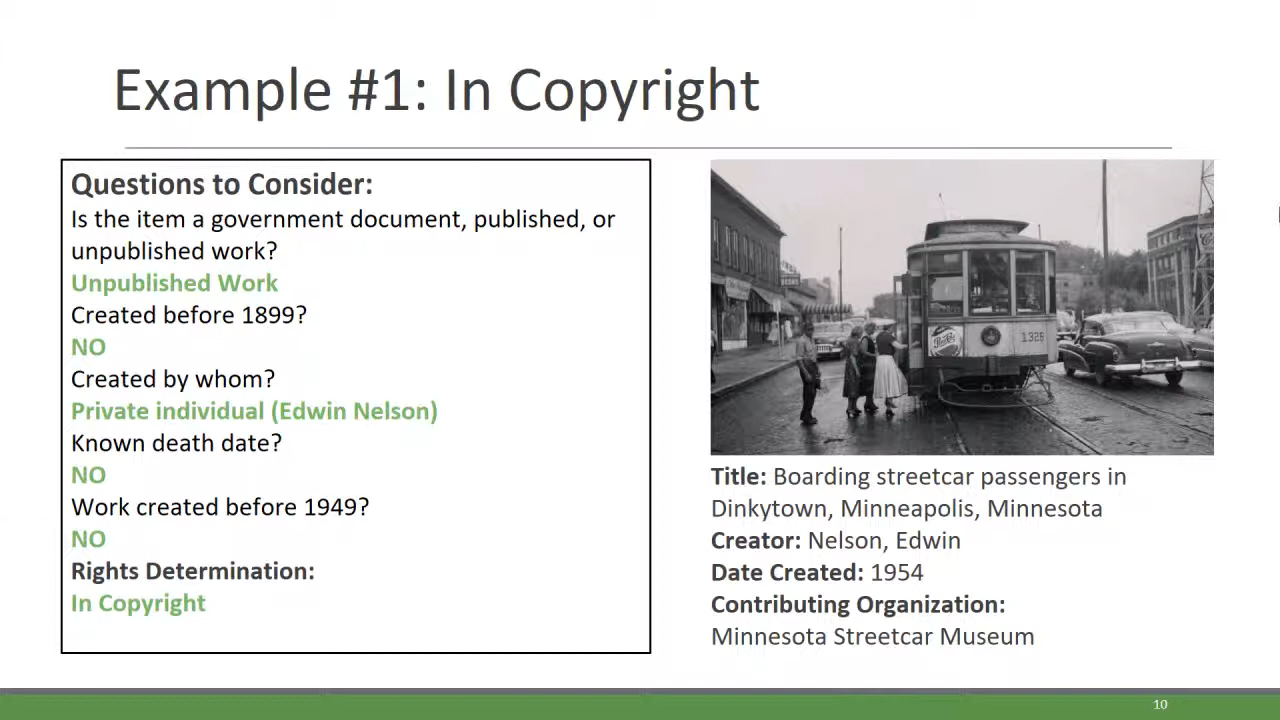 Example #1: In Copyright
Questions to Consider:
Is the item a government document, published, or
unpublished work?
Unpublished Work
Created before 1899?
NO
Created by whom?
Private individual (Edwin Nelson)
Known death date?
NO
Work created before 1949?
NO
Rights Determination:
In Copyright
1328
Title: Boarding streetcar passengers in
Dinkytown, Minneapolis, Minnesota
Creator: Nelson, Edwin
Date Created: 1954
Contributing Organization:
Minnesota Streetcar Museum
10